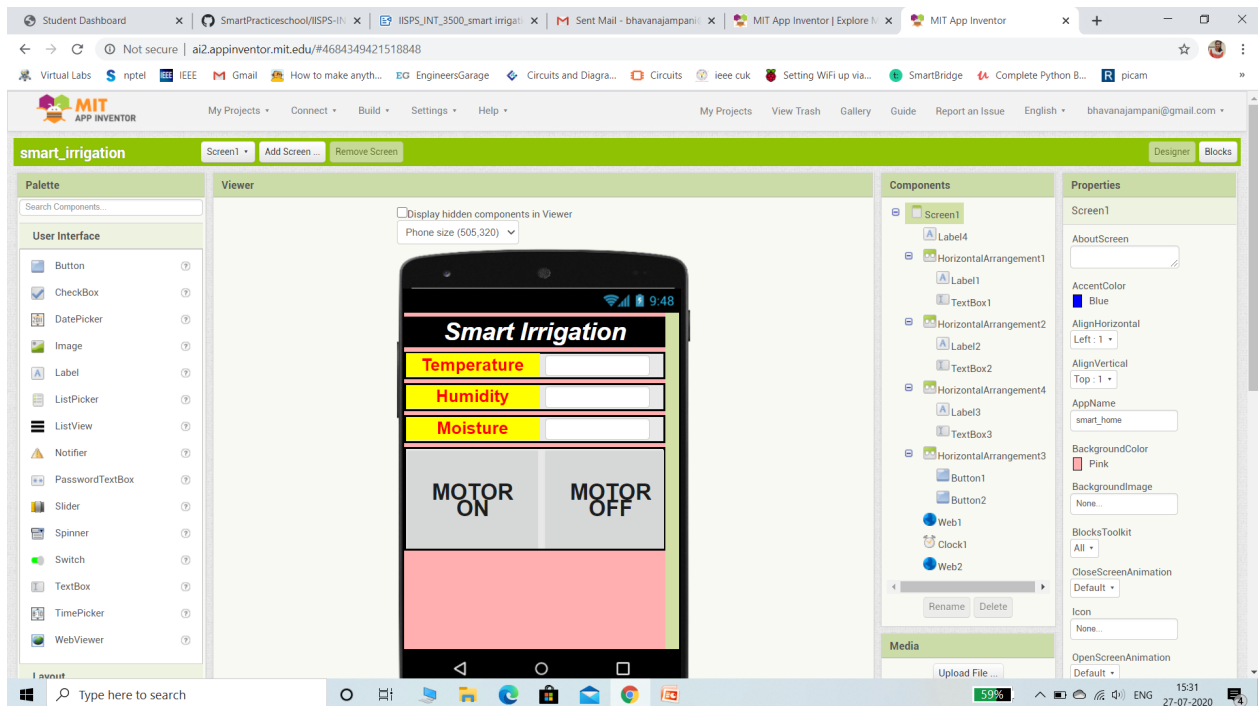 Student Dashboard
SmartPracticeschool/IISPS-IN
IISPS_INT_3500_smart irrigati
Sent Mail - bhavanajampani
MIT App Inventor | Explore M
MIT App Inventor
Not secure | ai2.appinventor.mit.edu/#4684349421518848
Virtual Labs
nptel
IEEE
Gmail
How to make anyth...
EG EngineersGarage
Circuits and Diagra...
Circuits
ieee cuk
Setting WiFi up via...
SmartBridge
Complete Python B...
picam
MIT
APP INVENTOR
My Projects
Connect
Build
Settings
Help
My Projects
View Trash
Gallery
Guide
Report an Issue
English
bhavanajampani@gmail.com
smart_irrigation
Screen1
Add Screen ...
Remove Screen
Designer
Blocks
Palette
Search Components...
User Interface
Button
CheckBox
DatePicker
Image
Label
ListPicker
ListView
Notifier
PasswordTextBox
Slider
Spinner
Switch
TextBox
TimePicker
WebViewer
Layout
Viewer
Display hidden components in Viewer
Phone size (505,320)
9:48
Smart Irrigation
Temperature
Humidity
Moisture
MOTOR
ON
MOTOR
OFF
Components
Screen1
Label4
HorizontalArrangement1
Label1
TextBox1
HorizontalArrangement2
Label2
TextBox2
HorizontalArrangement4
Label3
TextBox3
HorizontalArrangement3
Button1
Button2
Web1
Clock1
Web2
Rename
Delete
Media
Upload File ...
Properties
Screen1
AboutScreen
AccentColor
Blue
AlignHorizontal
Left : 1
AlignVertical
Top : 1
AppName
smart_home
BackgroundColor
Pink
BackgroundImage
None...
BlocksToolkit
All
CloseScreenAnimation
Default
Icon
None...
OpenScreenAnimation
Default
Type here to search
59%
ENG
15:31
27-07-2020
4